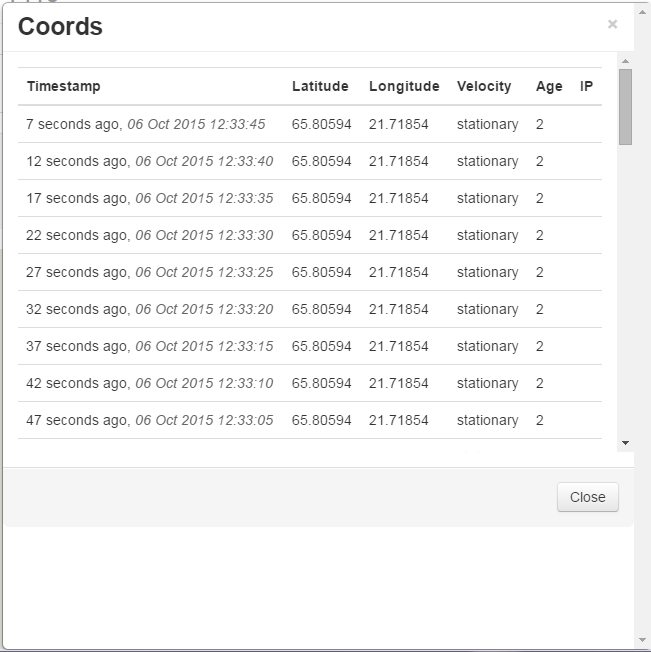 Coords ×
Timestamp Latitude Longitude Velocity Age IP
7 seconds ago, 06 Oct 2015 12:33:45 65.80594 21.71854 stationary 2
12 seconds ago, 06 Oct 2015 12:33:40 65.80594 21.71854 stationary 2
17 seconds ago, 06 Oct 2015 12:33:35 65.80594 21.71854 stationary 2
22 seconds ago, 06 Oct 2015 12:33:30 65.80594 21.71854 stationary 2
27 seconds ago, 06 Oct 2015 12:33:25 65.80594 21.71854 stationary 2
32 seconds ago, 06 Oct 2015 12:33:20 65.80594 21.71854 stationary 2
37 seconds ago, 06 Oct 2015 12:33:15 65.80594 21.71854 stationary 2
42 seconds ago, 06 Oct 2015 12:33:10 65.80594 21.71854 stationary 2
47 seconds ago, 06 Oct 2015 12:33:05 65.80594 21.71854 stationary 2
Close